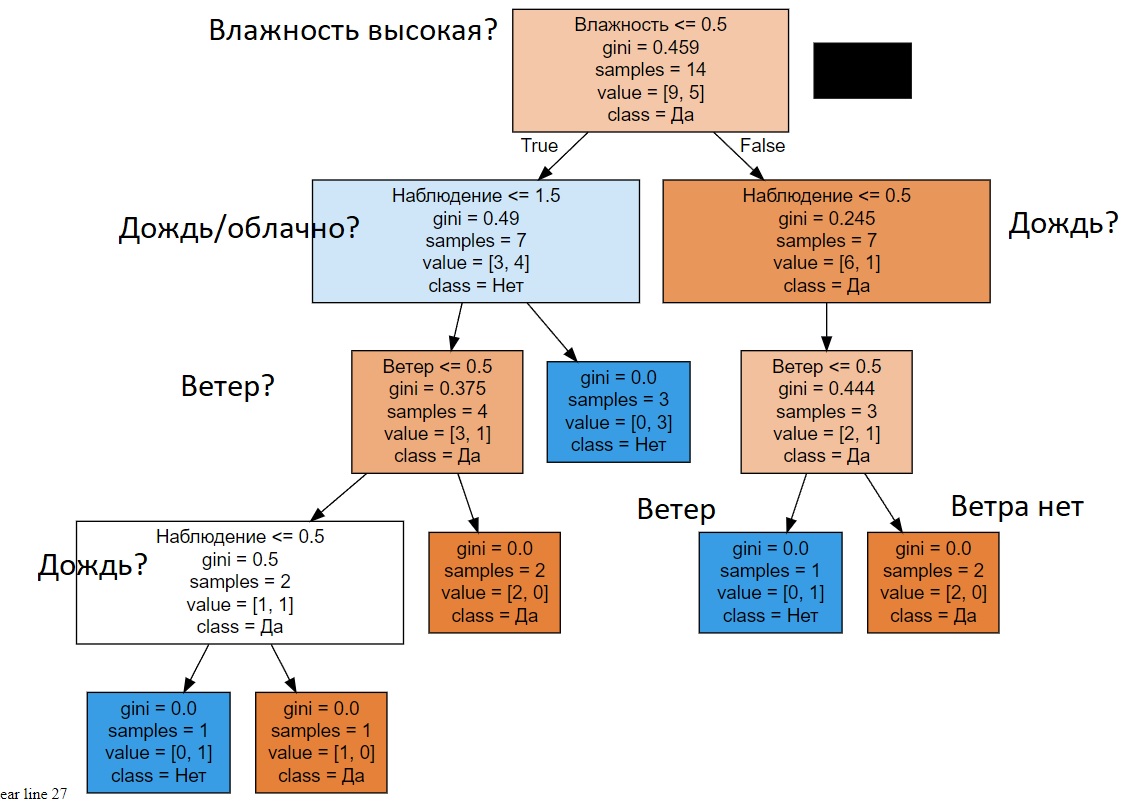 Влажность высокая?
Влажность <= 0.5
gini = 0.459
samples = 14
value = [9, 5]
class = Да
True
False
Дождь/облачно?
Наблюдение <= 1.5
gini = 0.49
samples = 7
value = [3, 4]
class = Нет
Наблюдение <= 0.5
gini = 0.245
samples = 7
value = [6, 1]
class = Да
Дождь?
Ветер?
Ветер <= 0.5
gini = 0.375
samples = 4
value = [3, 1]
class = Да
gini = 0.0
samples = 3
value = [0, 3]
class = Нет
Ветер <= 0.5
gini = 0.444
samples = 3
value = [2, 1]
class = Да
Дождь?
Наблюдение <= 0.5
gini = 0.5
samples = 2
value = [1, 1]
class = Да
gini = 0.0
samples = 2
value = [2, 0]
class = Да
Ветер
gini = 0.0
samples = 1
value = [0, 1]
class = Нет
Ветра нет
gini = 0.0
samples = 2
value = [2, 0]
class = Да
gini = 0.0
samples = 1
value = [0, 1]
class = Нет
gini = 0.0
samples = 1
value = [1, 0]
class = Да
ear line 27